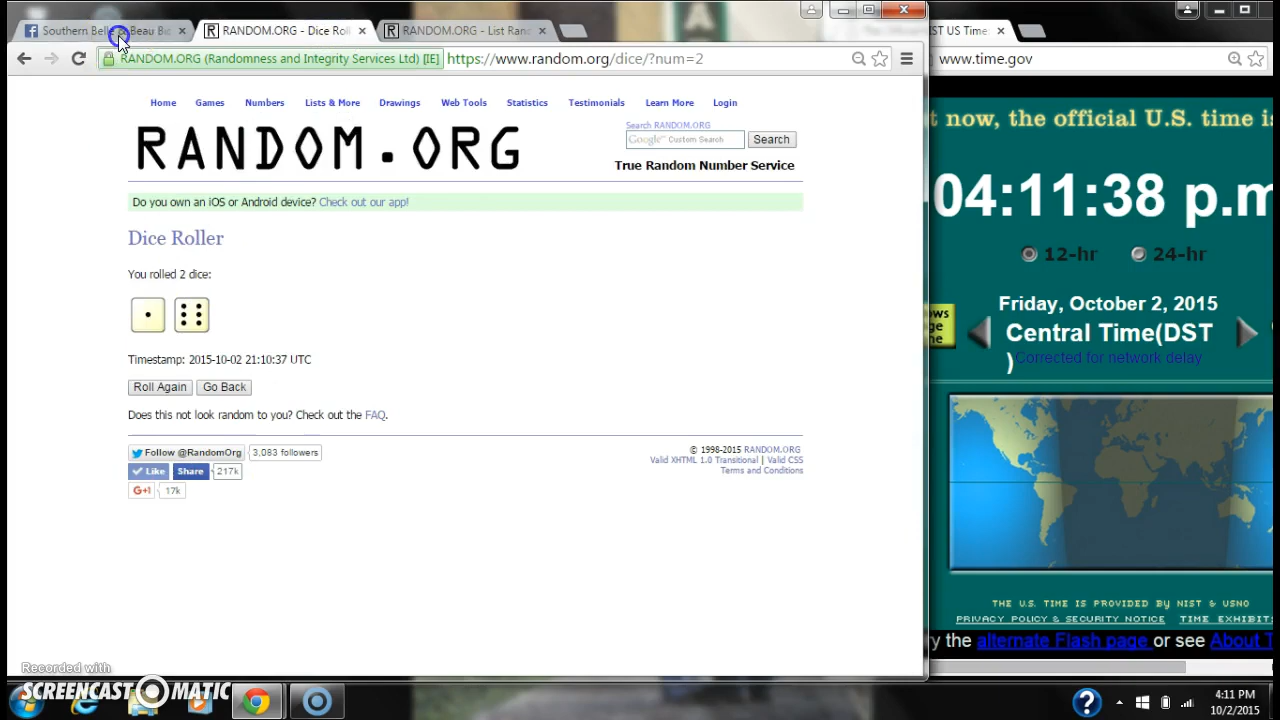 Southern Bell & Beau Bi
RANDOM.ORG - Dice Roll
RANDOM.ORG - List Rand
ST US Time
RANDOM.ORG (Randomness and Integrity Services Ltd) [IE]
https://www.random.org/dice/?num=2
www.time.gov
Home Games Numbers Lists & More Drawings Web Tools Statistics Testimonials Learn More Login
RANDOM.ORG
Search RANDOM.ORG
Google™ Custom Search
Search
True Random Number Service
Do you own an iOS or Android device? Check out our app!
Dice Roller
You rolled 2 dice:
Timestamp: 2015-10-02 21:10:37 UTC
Roll Again Go Back
Does this not look random to you? Check out the FAQ.
Follow @RandomOrg 3,083 followers
Like Share 217k
G+1 17k
© 1998-2015 RANDOM.ORG
Valid XHTML 1.0 Transitional | Valid CSS
Terms and Conditions
t now, the official U.S. time is
04:11:38 p.m
12-hr 24-hr
ows
ge
ne
Friday, October 2, 2015
Central Time(DST
)
Corrected for network delay
THE U.S. TIME IS PROVIDED BY NIST & USNO
PRIVACY POLICY & SECURITY NOTICE TIME EXHIBIT
ry the alternate Flash page or see About T
Recorded with
SCREENCAST-O-MATIC
4:11 PM
10/2/2015